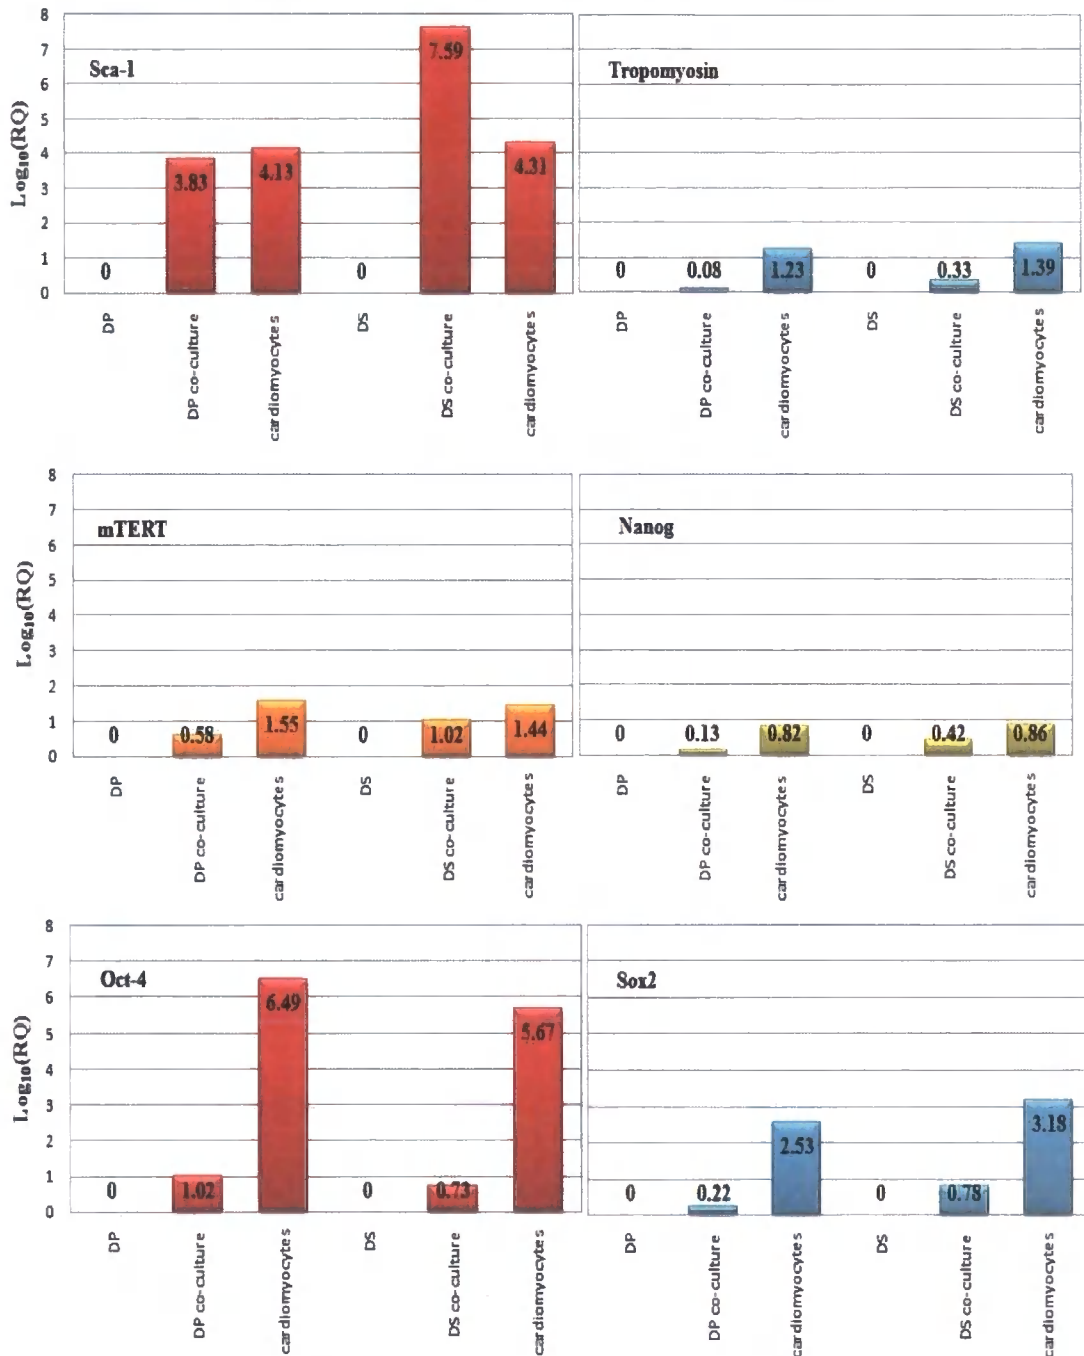 Log₁₀(RQ)
8
7
6
5
4
3
2
1
0
Sca-1
0
3.83
4.13
0
7.59
4.31
DP
DP co-culture
cardiomyocytes
DS
DS co-culture
cardiomyocytes
Tropomyosin
0
0.08
1.23
0
0.33
1.39
DP
DP co-culture
cardiomyocytes
DS
DS co-culture
cardiomyocytes
Log₁₀(RQ)
8
7
6
5
4
3
2
1
0
mTERT
0
0.58
1.55
0
1.02
1.44
DP
DP co-culture
cardiomyocytes
DS
DS co-culture
cardiomyocytes
Nanog
0
0.13
0.82
0
0.42
0.86
DP
DP co-culture
cardiomyocytes
DS
DS co-culture
cardiomyocytes
Log₁₀(RQ)
8
7
6
5
4
3
2
1
0
Oct-4
0
1.02
6.49
0
0.73
5.67
DP
DP co-culture
cardiomyocytes
DS
DS co-culture
cardiomyocytes
Sox2
0
0.22
2.53
0
0.78
3.18
DP
DP co-culture
cardiomyocytes
DS
DS co-culture
cardiomyocytes